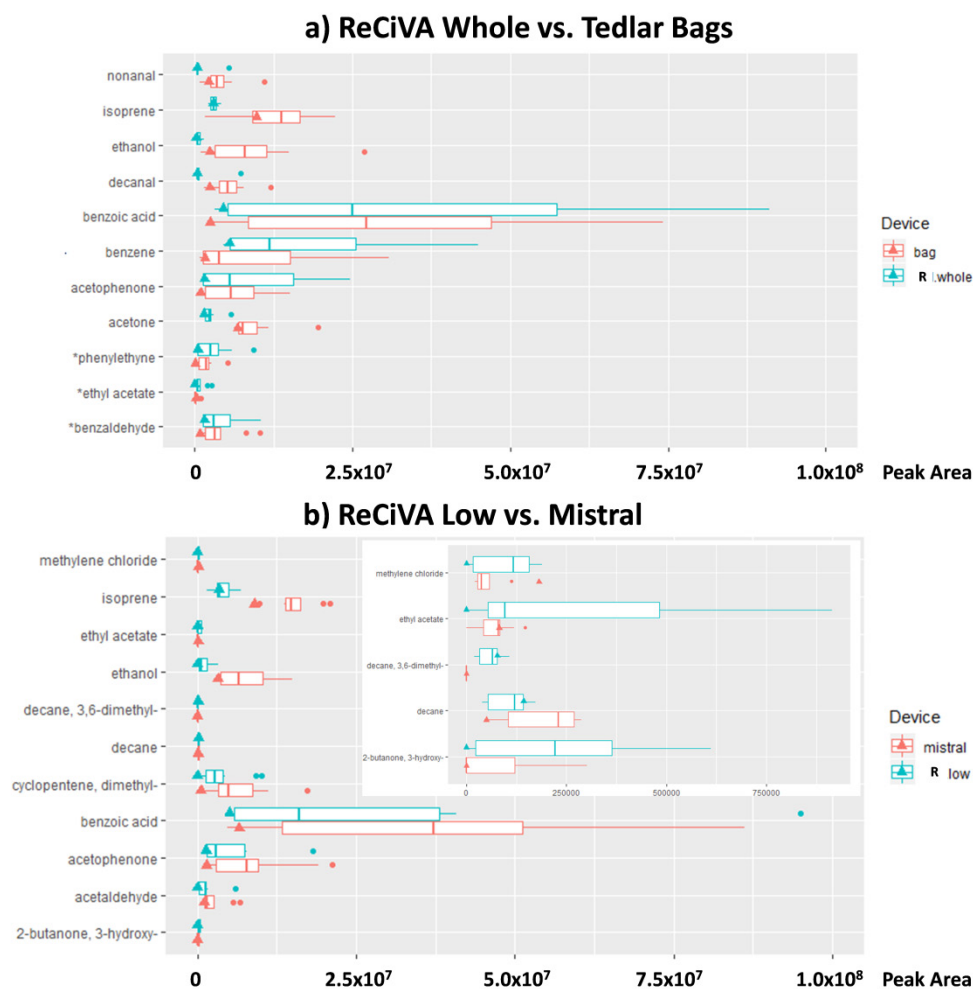 a) ReCiVA Whole vs. Tedlar Bags
nonanal
isoprene
ethanol
decanal
benzoic acid
benzene
acetophenone
acetone
*phenylethyne
*ethyl acetate
*benzaldehyde
Device
bag
R l.whole
0 2.5x10⁷ 5.0x10⁷ 7.5x10⁷ 1.0x10⁸ Peak Area
b) ReCiVA Low vs. Mistral
methylene chloride
isoprene
ethyl acetate
ethanol
decane, 3,6-dimethyl-
decane
cyclopentene, dimethyl-
benzoic acid
acetophenone
acetaldehyde
2-butanone, 3-hydroxy-
methylene chloride
ethyl acetate
decane, 3,6-dimethyl-
decane
2-butanone, 3-hydroxy-
0 250000 500000 750000
Device
mistral
R low
0 2.5x10⁷ 5.0x10⁷ 7.5x10⁷ 1.0x10⁸ Peak Area